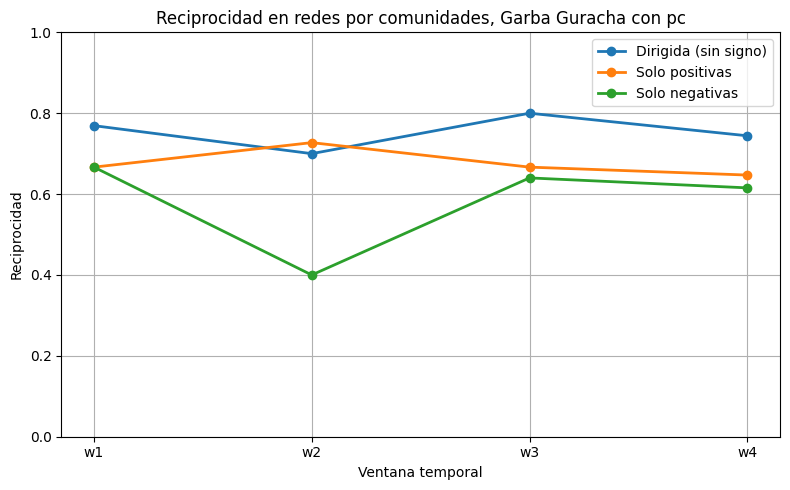 Reciprocidad en redes por comunidades, Garba Guracha con pc
Dirigida (sin signo)
Solo positivas
Solo negativas
Reciprocidad
1.0
0.8
0.6
0.4
0.2
0.0
w1
w2
w3
w4
Ventana temporal